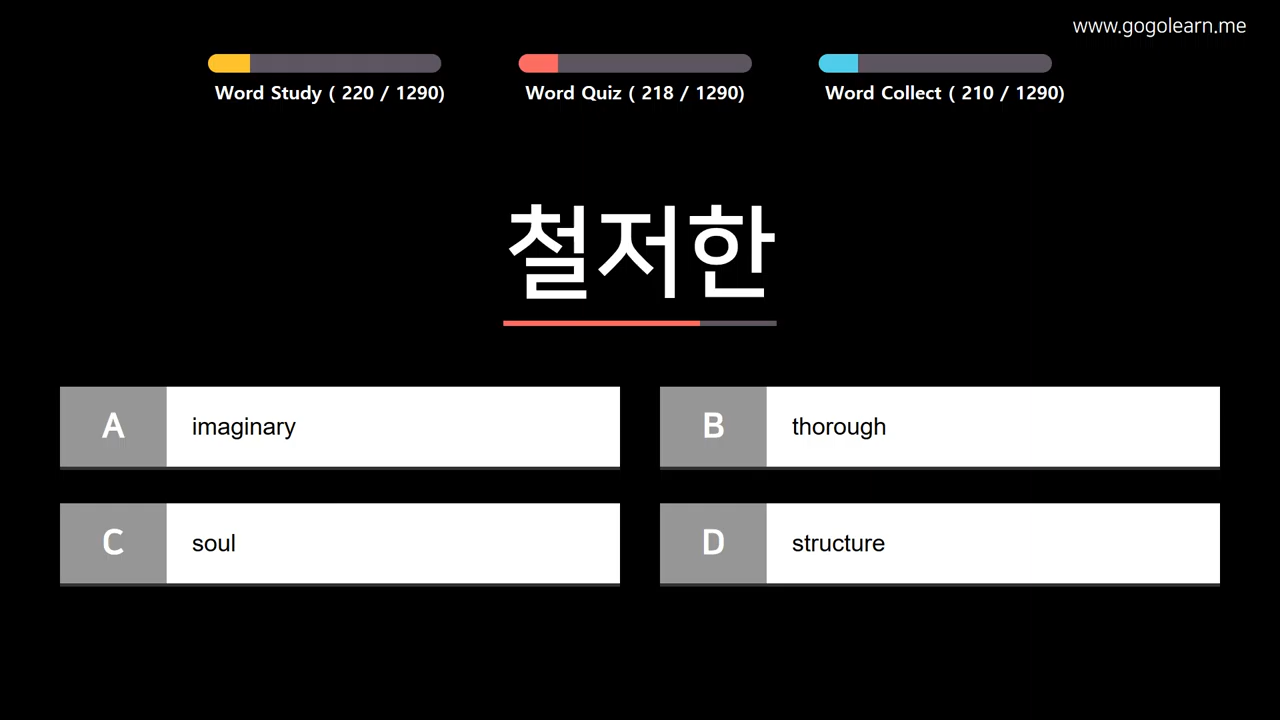 www.gogolearn.me
Word Study ( 220 / 1290)
Word Quiz ( 218 / 1290)
Word Collect ( 210 / 1290)
철저한
A
imaginary
B
thorough
C
soul
D
structure